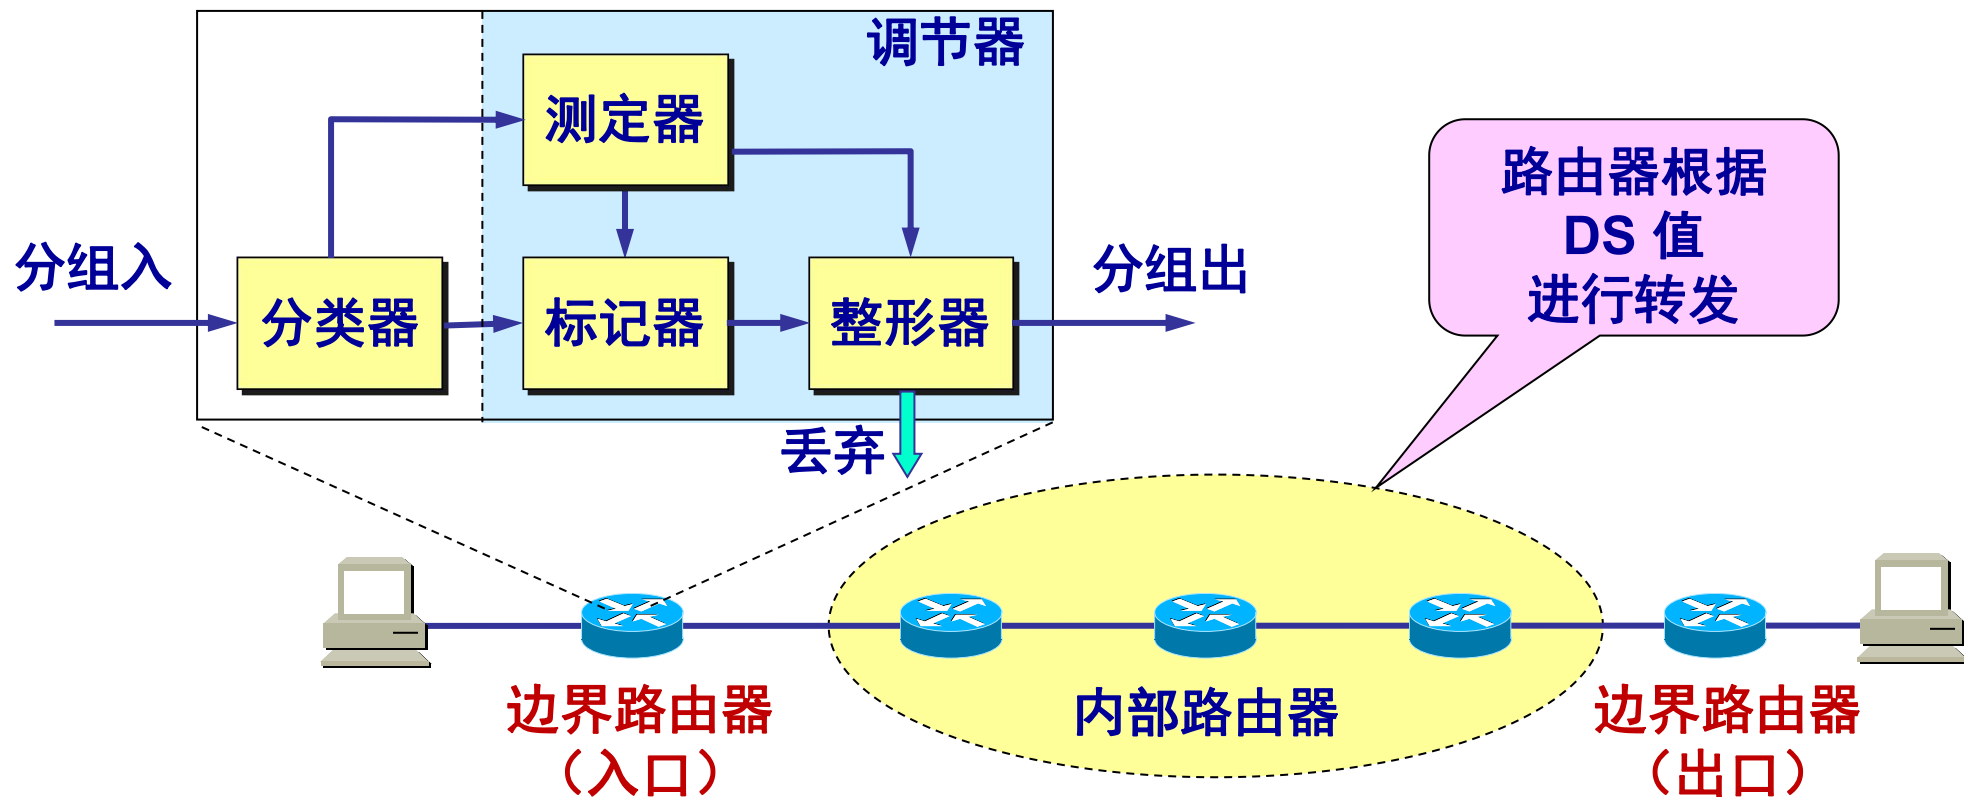 调节器
测定器
分组入
分类器
标记器
整形器
分组出
丢弃
路由器根据
DS 值
进行转发
边界路由器
（入口）
内部路由器
边界路由器
（出口）